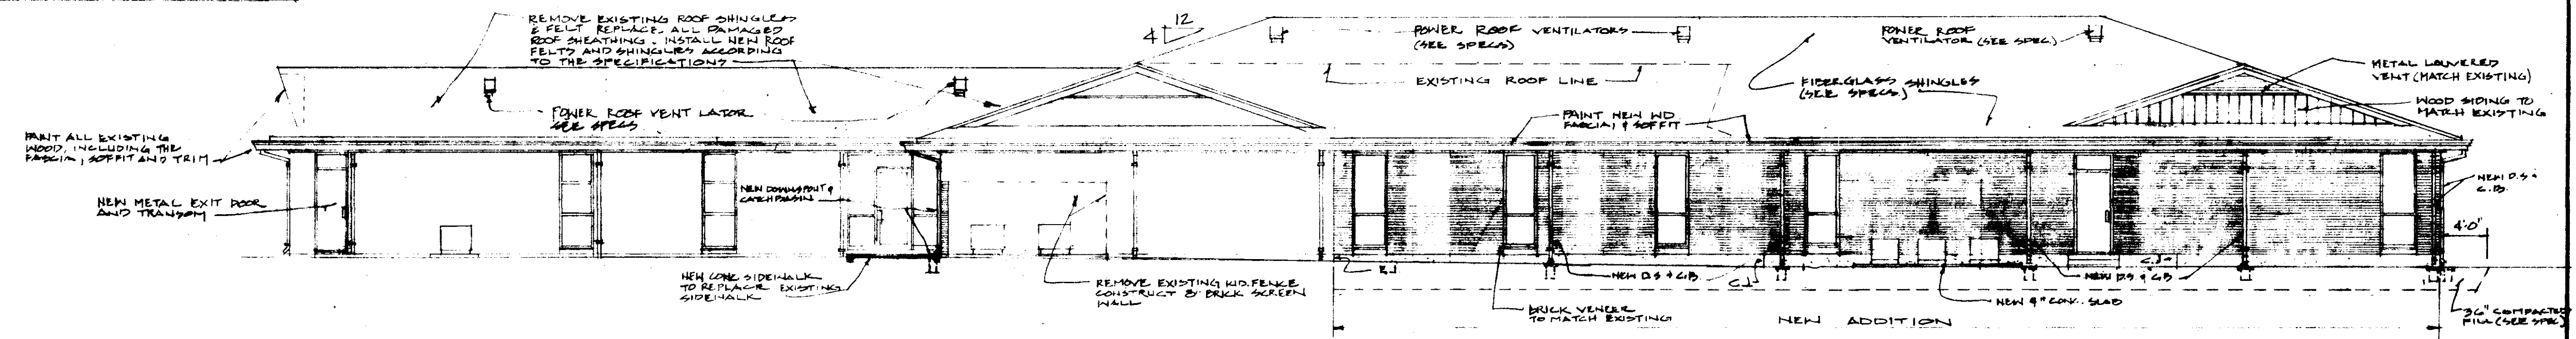 REMOVE EXISTING ROOF SHINGLES
& FELT REPLACE ALL DAMAGED
ROOF SHEATHING. INSTALL NEW ROOF
FELTS AND SHINGLES ACCORDING
TO THE SPECIFICATIONS
12
4
POWER ROOF VENTILATORS
(SEE SPECS)
POWER ROOF
VENTILATOR (SEE SPEC.)
EXISTING ROOF LINE
FIBERGLASS SHINGLES
(SEE SPECS.)
METAL LOUVERED
VENT (MATCH EXISTING)
WOOD SIDING TO
MATCH EXISTING
POWER ROOF VENT LATOR
SEE SPECS
PAINT NEW WD
FASCIA, & SOFFIT
PAINT ALL EXISTING
WOOD, INCLUDING THE
FASCIA, SOFFIT AND TRIM
NEW METAL EXIT DOOR
AND TRANSOM
NEW DOWNSPOUT &
CATCH BASIN
NEW D.S &
C.B.
4'-0"
NEW CONC SIDEWALK
TO REPLACE EXISTING
SIDEWALK
REMOVE EXISTING WD. FENCE
CONSTRUCT 8" BRICK SCREEN
WALL
E.J
NEW D.S & C.B.
C.J
BRICK VENEER
TO MATCH EXISTING
C.J
NEW D.S & C.B
NEW 4" CONC. SLAB
NEW ADDITION
36" COMPACTED
FILL (SEE SPEC)